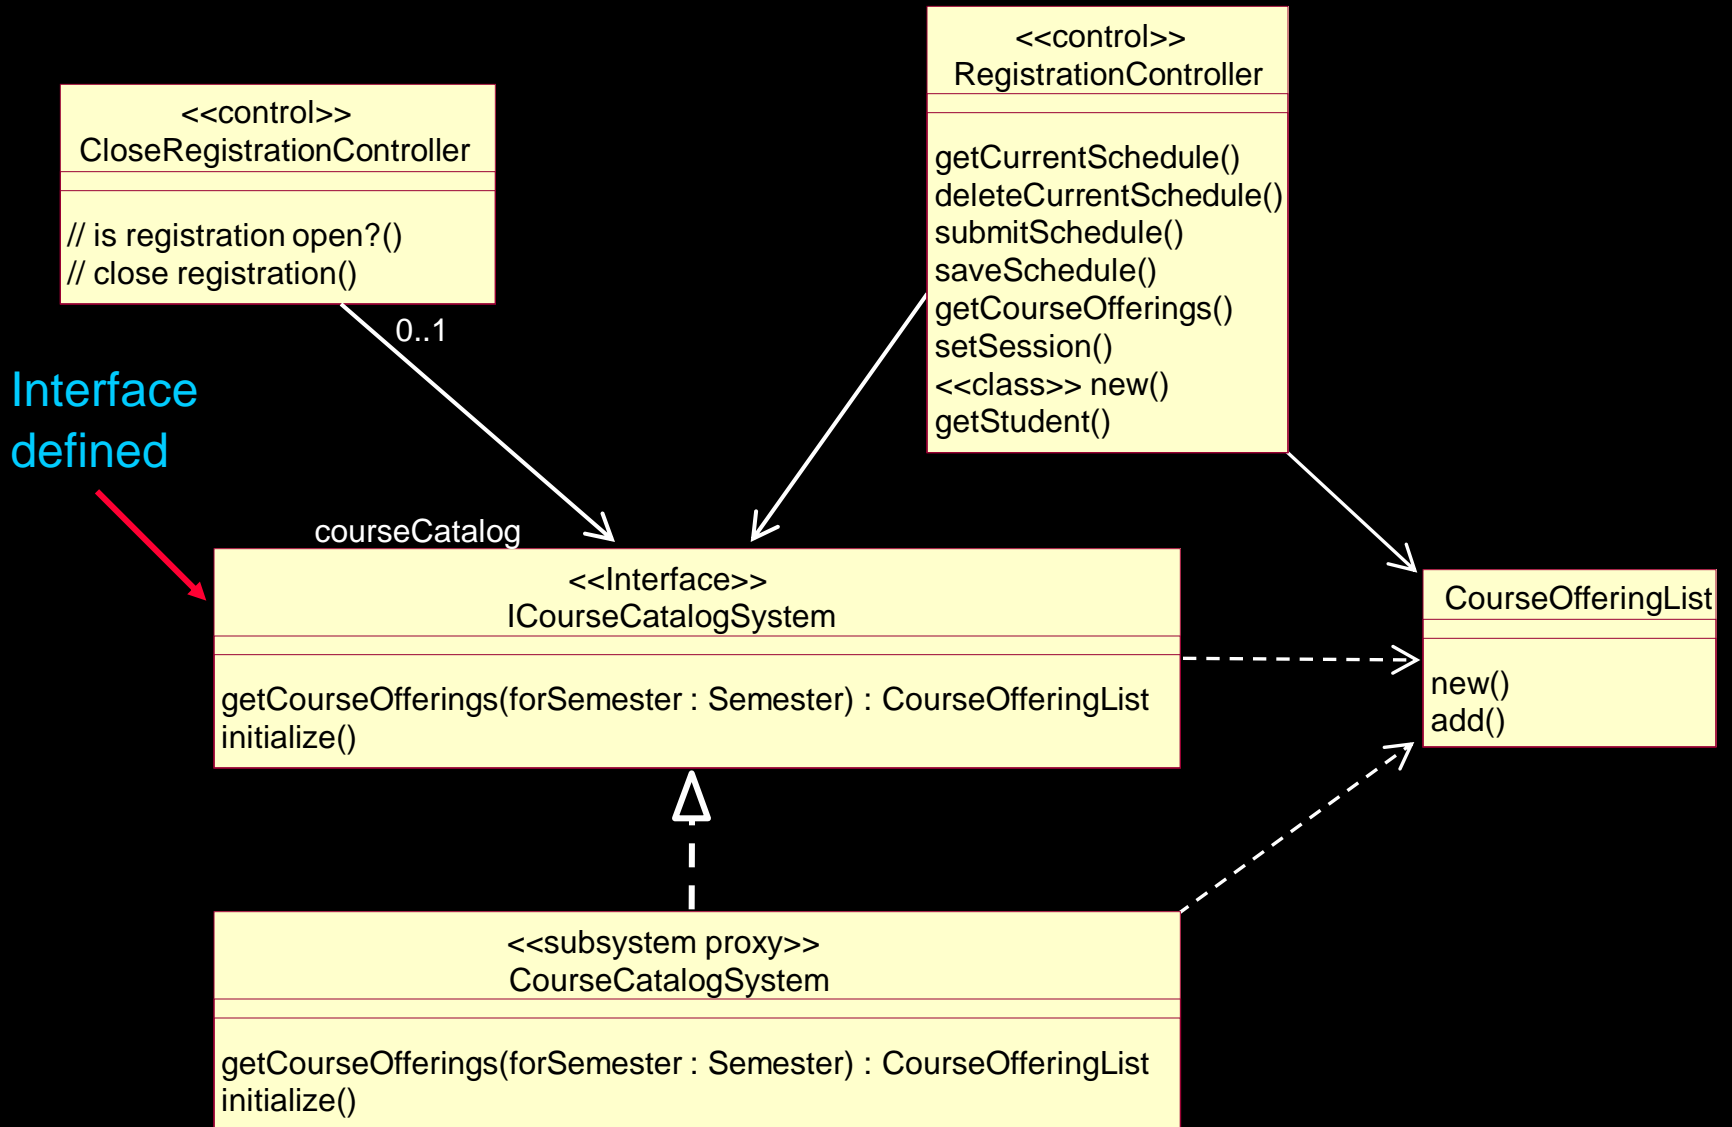 <<control>>
RegistrationController
getCurrentSchedule()
deleteCurrentSchedule()
submitSchedule()
saveSchedule()
getCourseOfferings()
setSession()
<<class>> new()
getStudent()
<<control>>
CloseRegistrationController
// is registration open?()
// close registration()
0..1
Interface
defined
courseCatalog
<<Interface>>
ICourseCatalogSystem
getCourseOfferings(forSemester : Semester) : CourseOfferingList
initialize()
CourseOfferingList
new()
add()
<<subsystem proxy>>
CourseCatalogSystem
getCourseOfferings(forSemester : Semester) : CourseOfferingList
initialize()